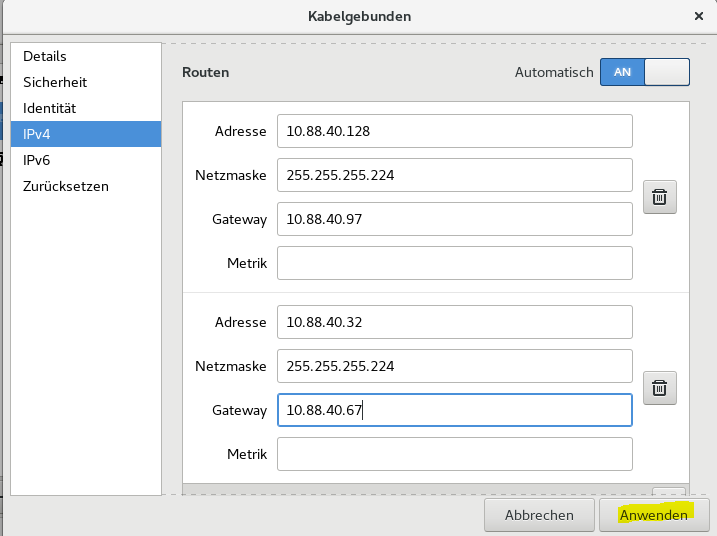 Kabelgebunden
Details
Sicherheit
Identität
IPv4
IPv6
Zurücksetzen
Routen
Automatisch AN
Adresse 10.88.40.128
Netzmaske 255.255.255.224
Gateway 10.88.40.97
Metrik
Adresse 10.88.40.32
Netzmaske 255.255.255.224
Gateway 10.88.40.67
Metrik
Abbrechen Anwenden